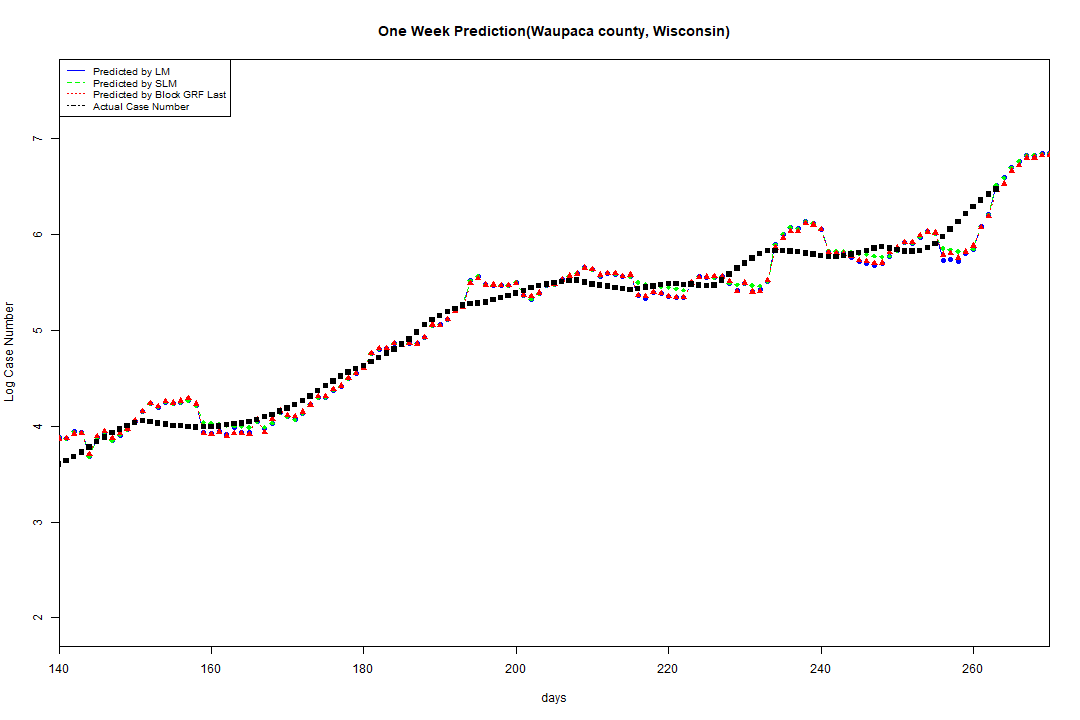 One Week Prediction(Waupaca county, Wisconsin)
Predicted by LM
Predicted by SLM
Predicted by Block GRF Last
Actual Case Number
7
6
5
4
3
2
Log Case Number
140 160 180 200 220 240 260
days